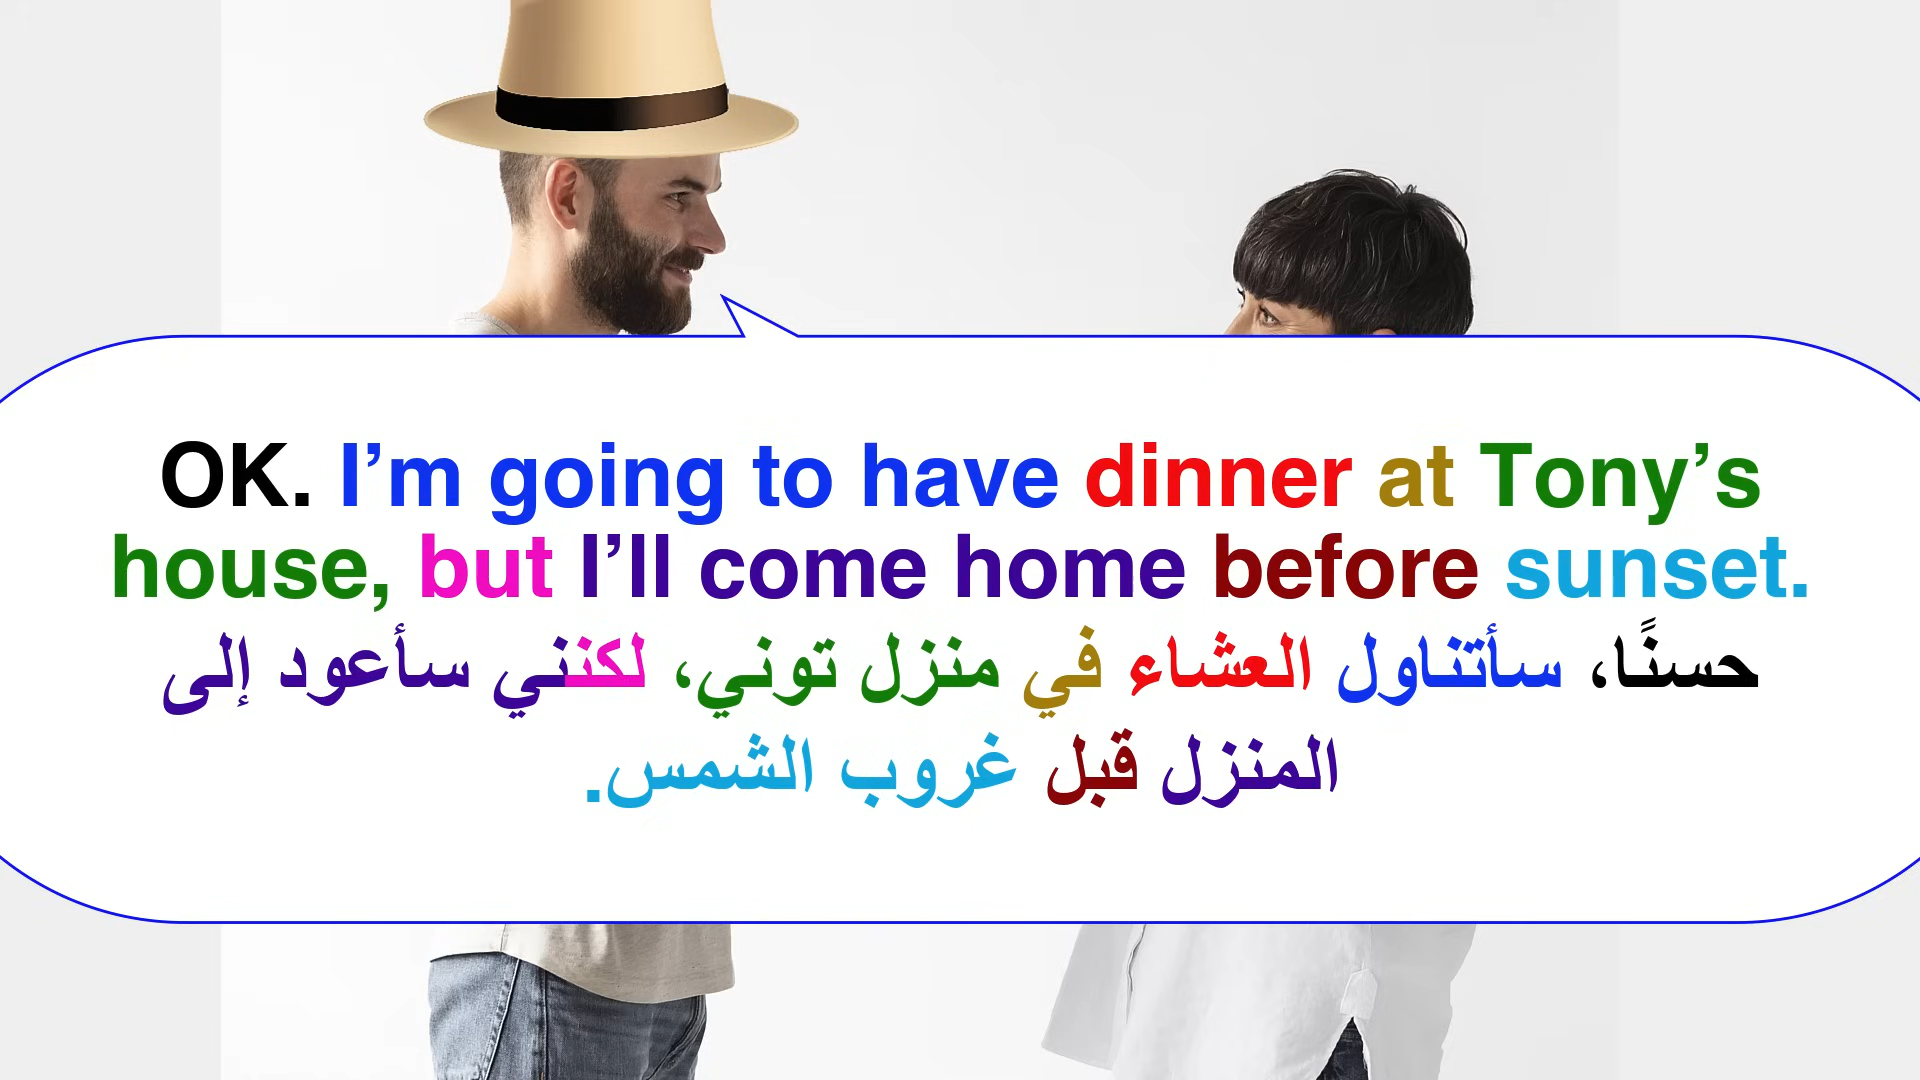 OK. I’m going to have dinner at Tony’s
house, but I’ll come home before sunset.
حسنًا، سأتناول العشاء في منزل توني، لكنني سأعود إلى
المنزل قبل غروب الشمس.